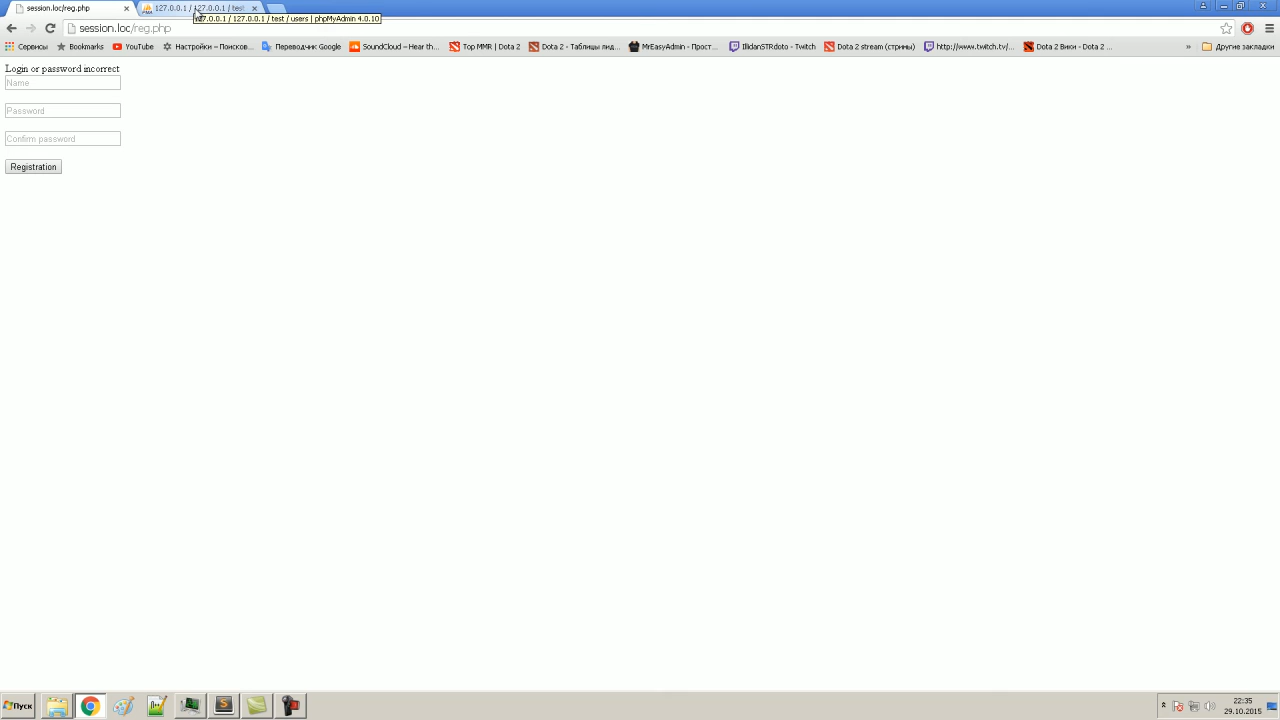 session.loc/reg.php
127.0.0.1 / 127.0.0.1 / test
127.0.0.1 / 127.0.0.1 / test / users | phpMyAdmin 4.0.10
session.loc/reg.php
Сервисы Bookmarks YouTube Настройки – Поисков... Переводчик Google SoundCloud – Hear th... Top MMR | Dota 2 Dota 2 - Таблицы лид... MrEasyAdmin - Прост... IllidanSTRdoto - Twitch Dota 2 stream (стримы) http://www.twitch.tv/... Dota 2 Вики - Dota 2 ... » Другие закладки
Login or password incorrect
Name
Password
Confirm password
Registration
Пуск
22:35
29.10.2015